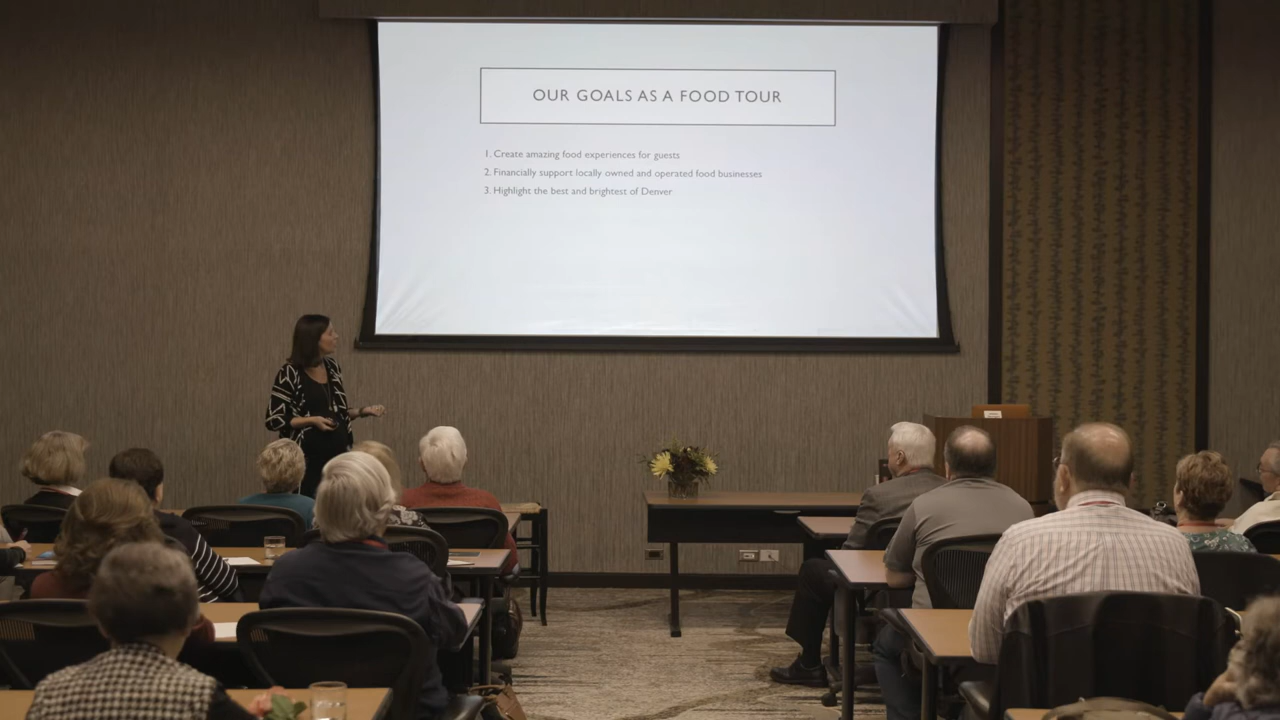 OUR GOALS AS A FOOD TOUR
1. Create amazing food experiences for guests
2. Financially support locally owned and operated food businesses
3. Highlight the best and brightest of Denver